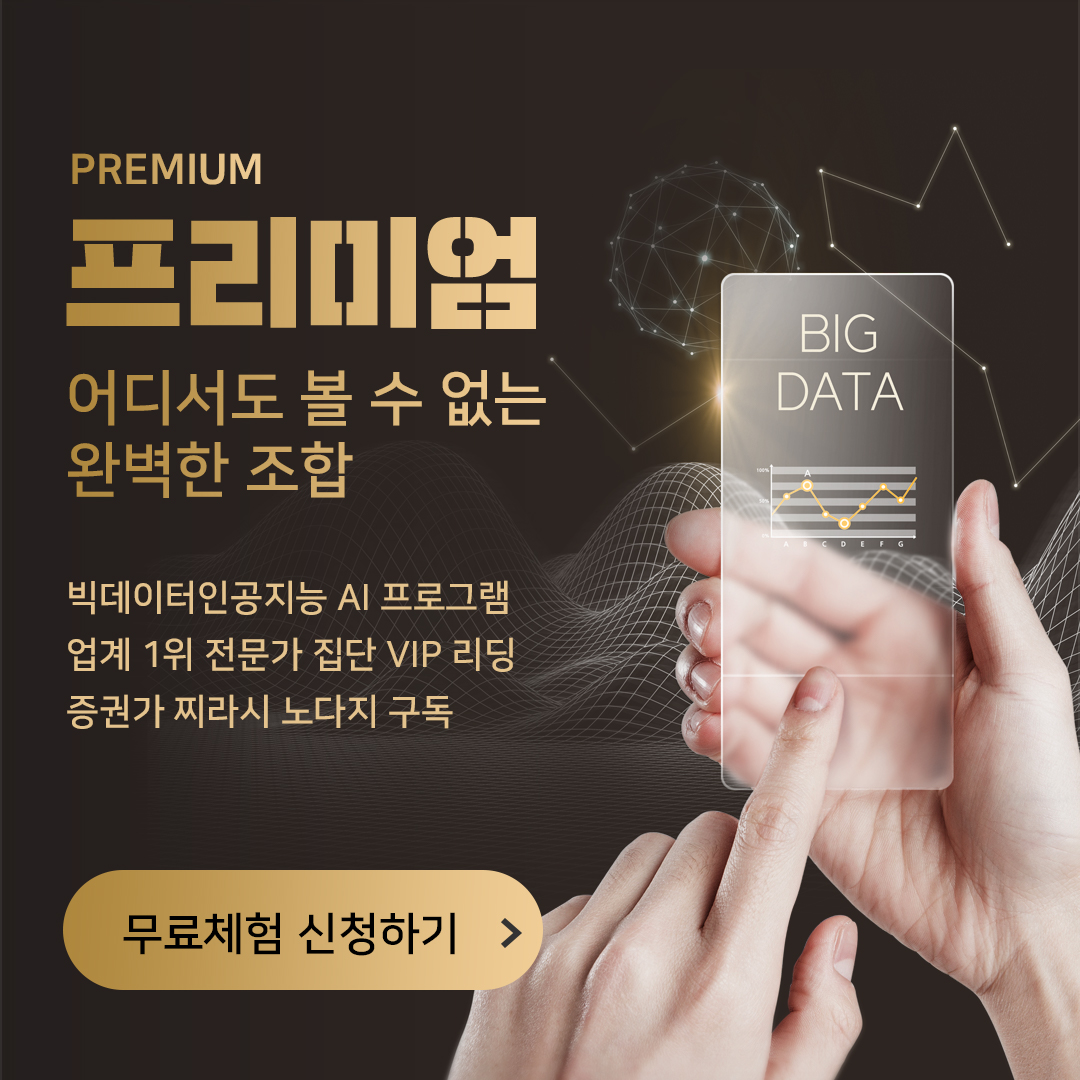 PREMIUM
프리미엄
어디서도 볼 수 없는
완벽한 조합
빅데이터인공지능 AI 프로그램
업계 1위 전문가 집단 VIP 리딩
증권가 찌라시 노다지 구독
무료체험 신청하기
BIG
DATA
100%
A
50%
0%
A B C D E F G